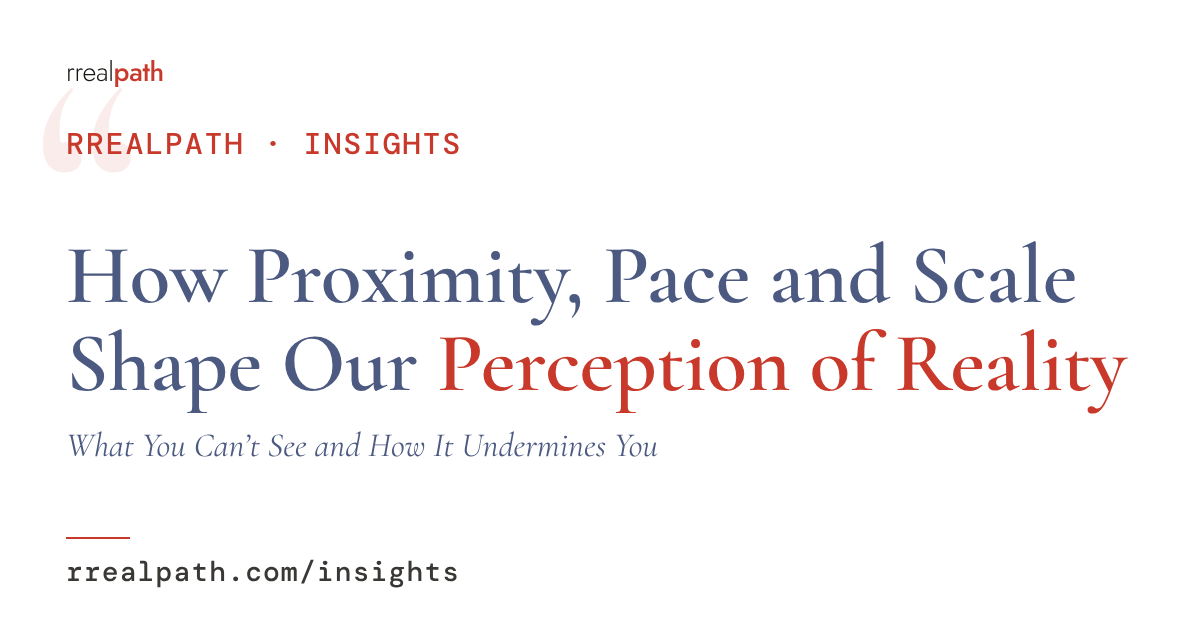 rrealpath
RREALPATH · INSIGHTS
How Proximity, Pace and Scale
Shape Our Perception of Reality
What You Can’t See and How It Undermines You
rrealpath.com/insights